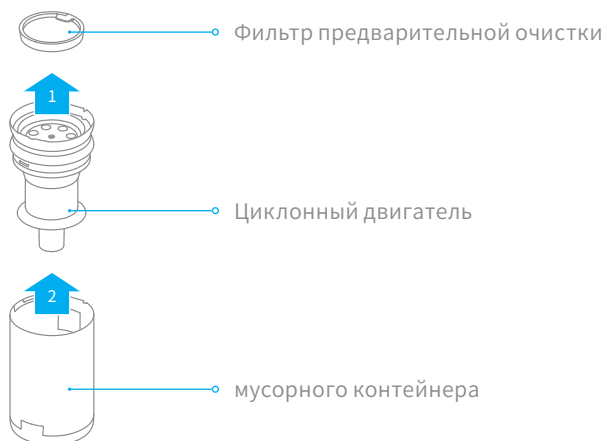 Фильтр предварительной очистки
1
Циклонный двигатель
2
мусорного контейнера